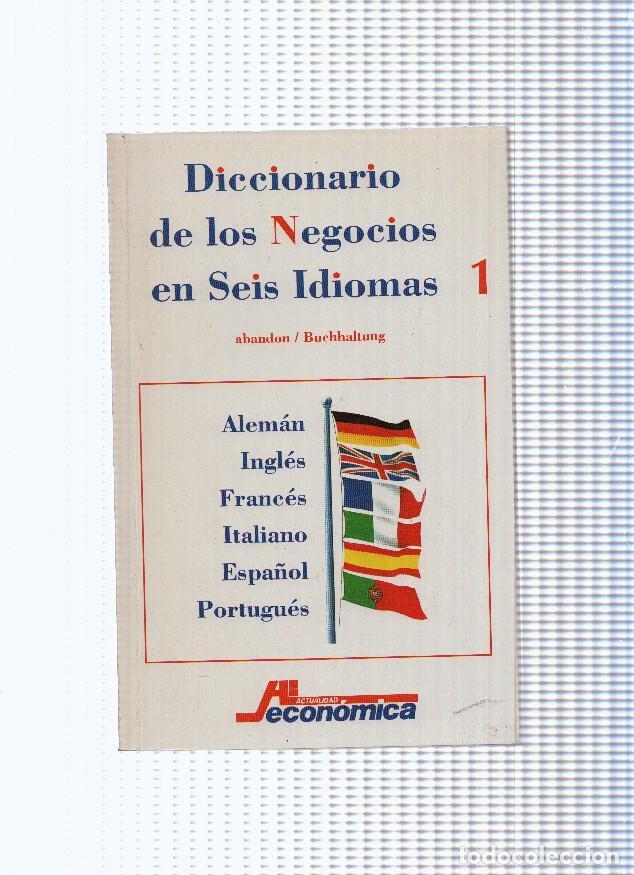 Diccionario
de los Negocios
en Seis Idiomas 1
abandon / Buchhaltung
Alemán
Inglés
Francés
Italiano
Español
Portugués
ACTUALIDAD
económica
todocoleccion